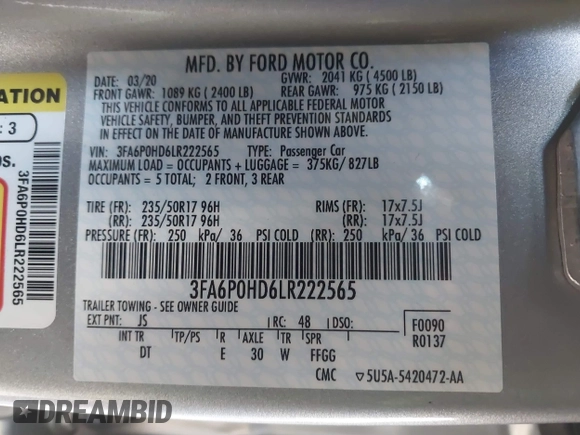 MFD. BY FORD MOTOR CO.
DATE: 03/20 GVWR: 2041 KG ( 4500 LB)
FRONT GAWR: 1089 KG ( 2400 LB) REAR GAWR: 975 KG ( 2150 LB)
THIS VEHICLE CONFORMS TO ALL APPLICABLE FEDERAL MOTOR
VEHICLE SAFETY, BUMPER, AND THEFT PREVENTION STANDARDS
IN EFFECT ON THE DATE OF MANUFACTURE SHOWN ABOVE.
VIN: 3FA6P0HD6LR222565 TYPE: Passenger Car
MAXIMUM LOAD = OCCUPANTS + LUGGAGE = 375KG/ 827LB
OCCUPANTS = 5 TOTAL; 2 FRONT, 3 REAR
TIRE (FR): 235/50R17 96H RIMS (FR): 17x7.5J
(RR): 235/50R17 96H (RR): 17x7.5J
PRESSURE (FR): 250 kPa/ 36 PSI COLD (RR): 250 kPa/ 36 PSI COLD
3FA6P0HD6LR222565
TRAILER TOWING - SEE OWNER GUIDE
EXT PNT: JS RC: 48 DSO:
INT TR TP/PS R AXLE TR SPR
DT E 30 W FFGG
F0090
R0137
CMC ▽5U5A-5420472-AA
: 3
3FA6P0HD6LR222565
DREAMBID